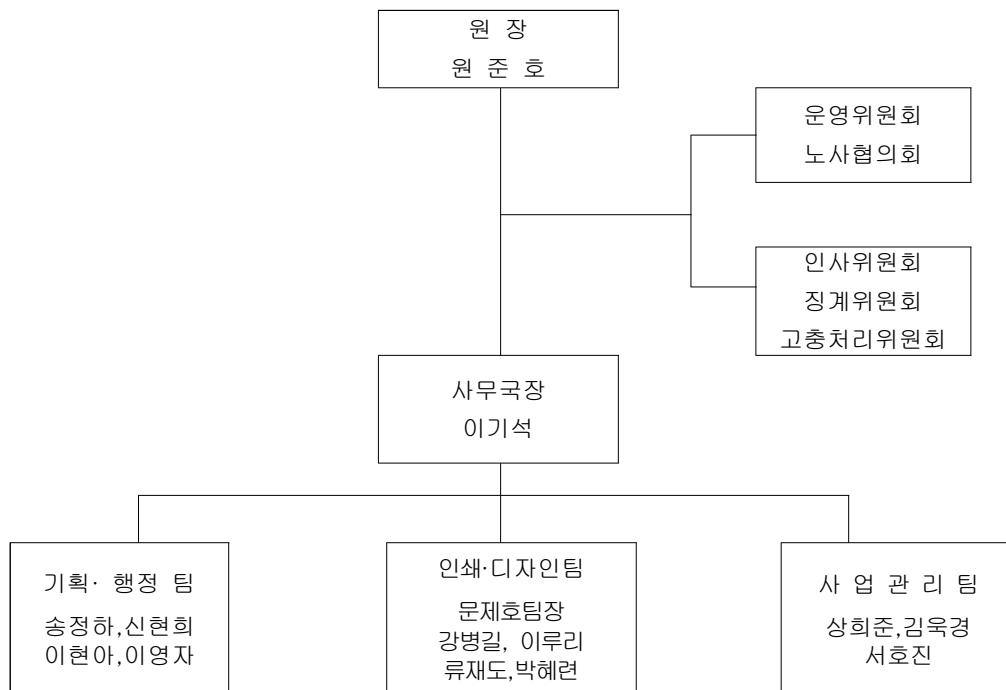 원 장
원 준 호
운영위원회
노사협의회
인사위원회
징계위원회
고충처리위원회
사무국장
이기석
기획· 행정 팀
송정하,신현희
이현아,이영자
인쇄·디자인팀
문제호팀장
강병길, 이루리
류재도,박혜련
사 업 관 리 팀
상희준,김욱경
서호진